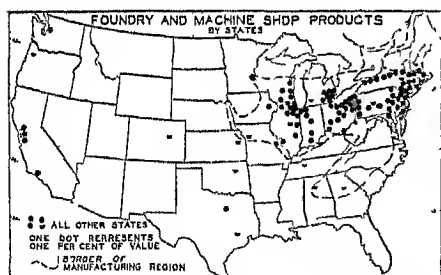 FOUNDRY AND MACHINE SHOP PRODUCTS
BY STATES
ALL OTHER STATES
ONE DOT REPRESENTS
ONE PER CENT OF VALUE
BORDER OF
MANUFACTURING REGION